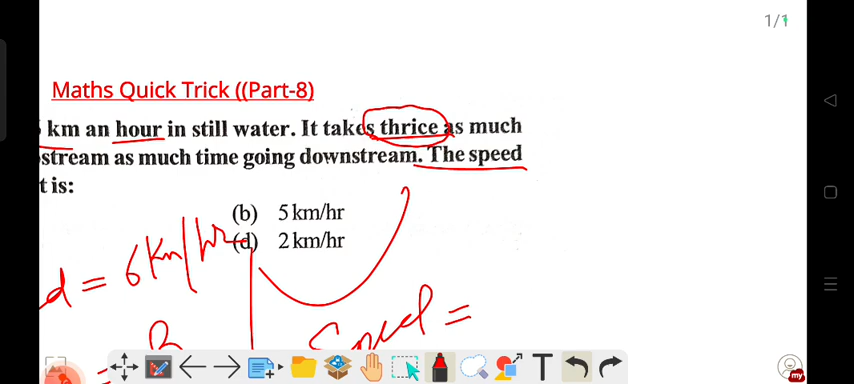 1/1
Maths Quick Trick ((Part-8)
km an hour in still water. It takes thrice as much
stream as much time going downstream. The speed
t is:
(b) 5 km/hr
(d) 2 km/hr
d = 6 Km/hr
Speed =
=
T
my